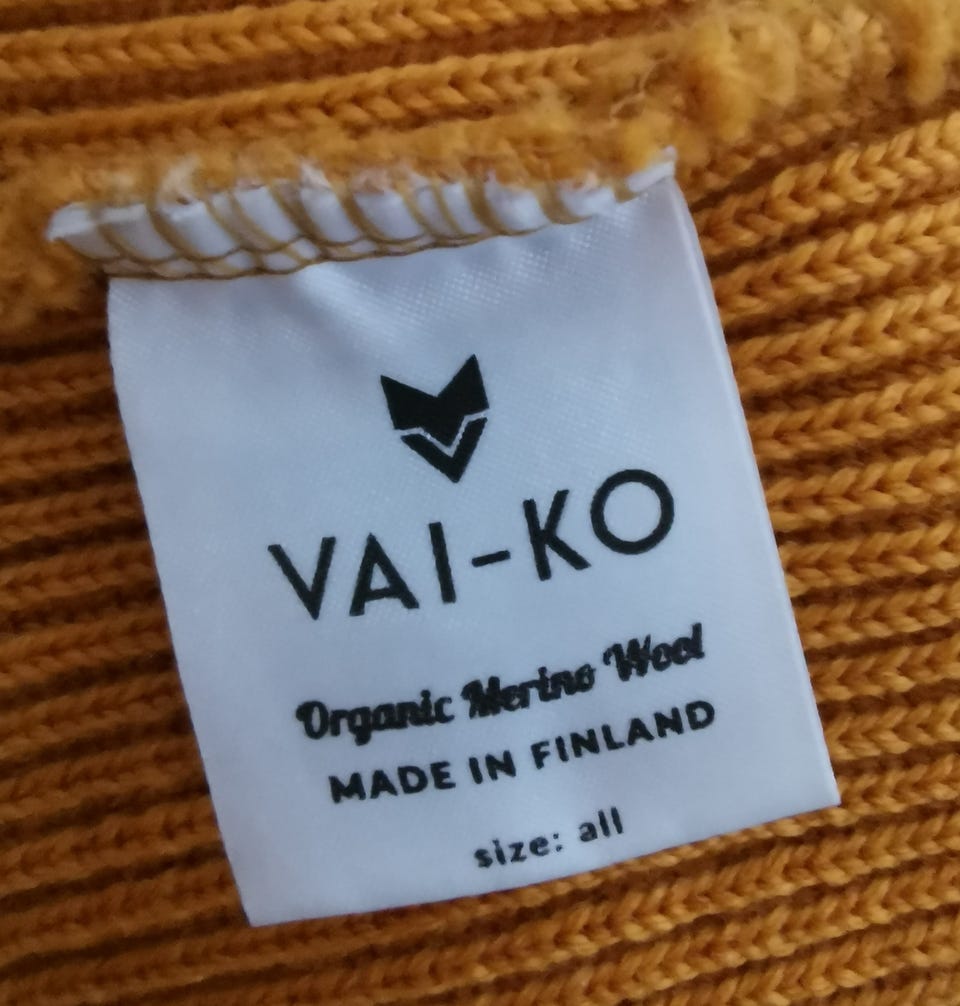 VAI-KO
Organic Merino Wool
MADE IN FINLAND
size: all